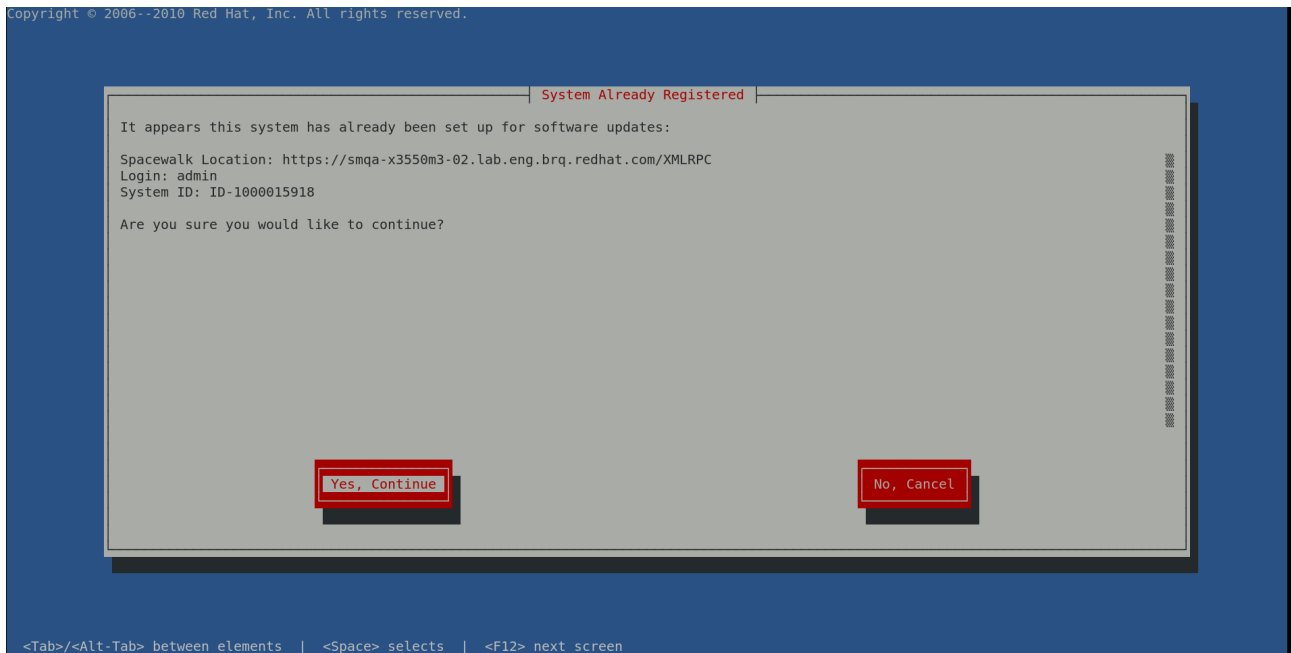 Copyright © 2006--2010 Red Hat, Inc. All rights reserved.
System Already Registered
It appears this system has already been set up for software updates:
Spacewalk Location: https://smqa-x3550m3-02.lab.eng.brq.redhat.com/XMLRPC
Login: admin
System ID: ID-1000015918
Are you sure you would like to continue?
Yes, Continue
No, Cancel
<Tab>/<Alt-Tab> between elements | <Space> selects | <F12> next screen